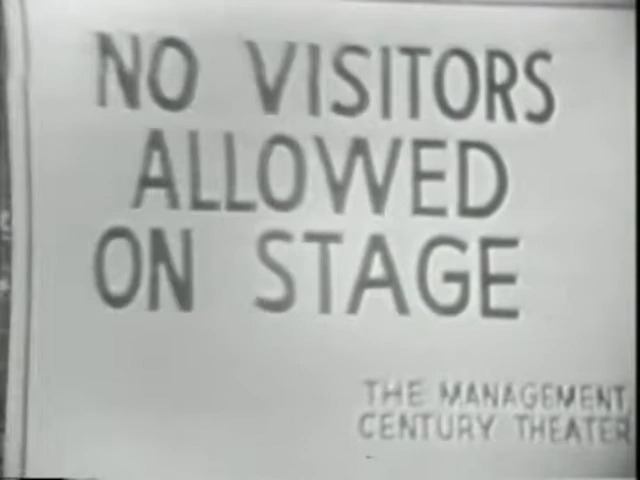 NO VISITORS
ALLOWED
ON STAGE
THE MANAGEMENT
CENTURY THEATER